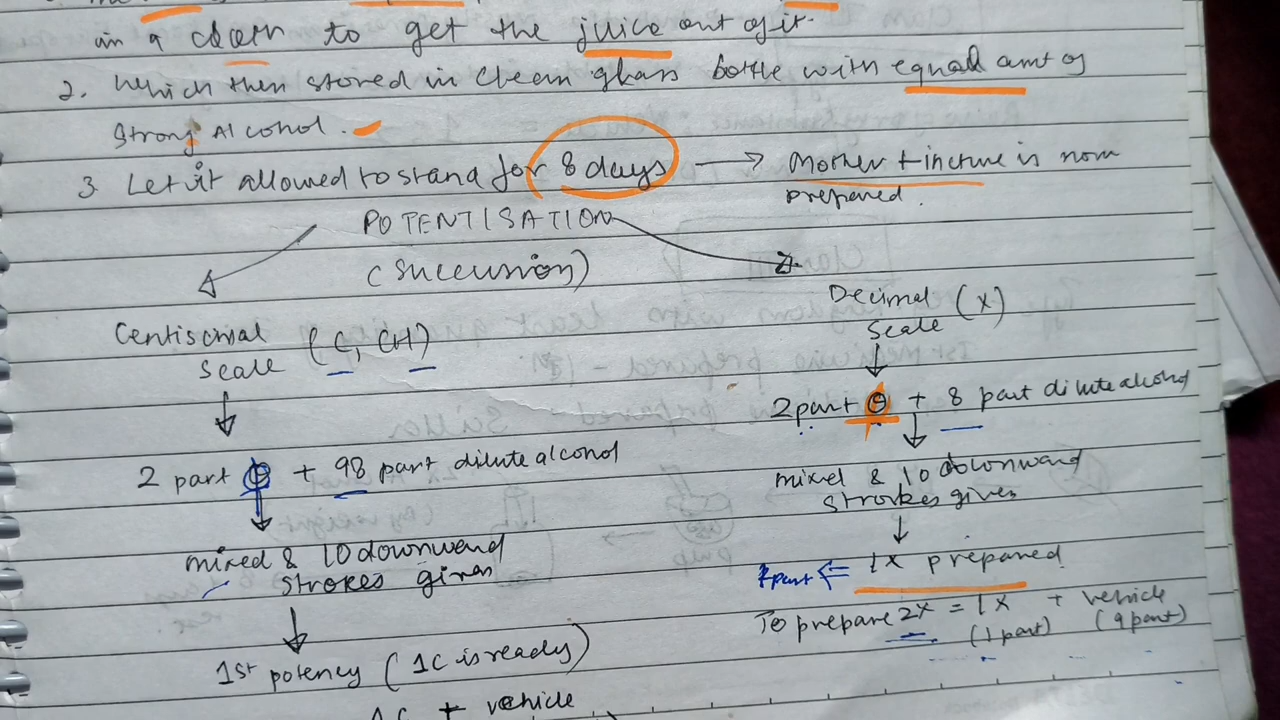 in a cloth to get the juice out of it.
2. Which then stored in clean glass bottle with equal amt of
strong Alcohol.
3 Let it allowed to stand for 8 days → Mother tincture is now
prepared.
POTENTISATION
(Succussion)
Centiscimal
Scale (C, CH)
↓
2 part Θ + 98 part dilute alcohol
↓
mixed & 10 downward
strokes given
↓
1st potency (1C is ready)
1C + vehicle
Decimal (X)
Scale
↓
2 part Θ + 8 part dilute alcohol
↓
mixed & 10 downward
strokes given
↓
1 part ⇐ 1X prepared
To prepare 2X = 1X + vehicle
(1 part) (9 part)